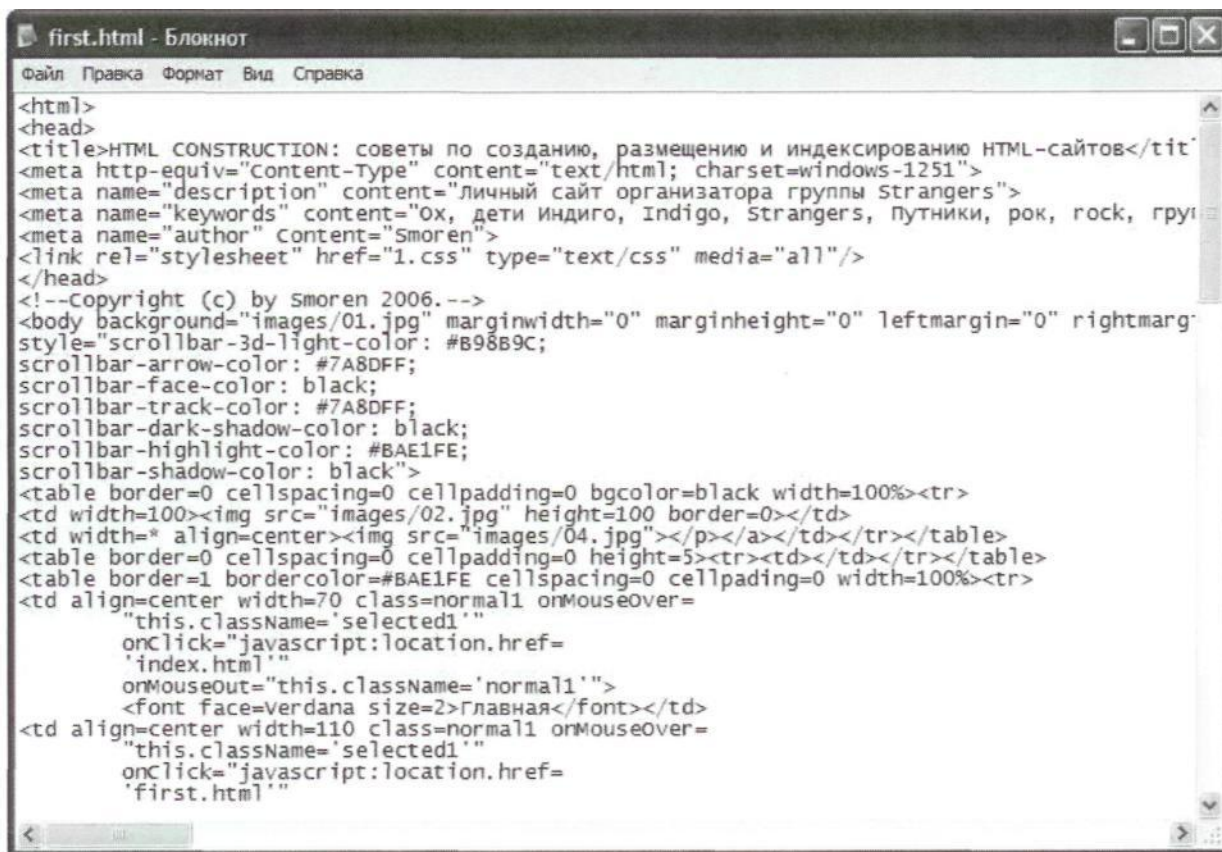 first.html - Блокнот
Файл Правка Формат Вид Справка
<html>
<head>
<title>HTML CONSTRUCTION: советы по созданию, размещению и индексированию HTML-сайтов</tit
<meta http-equiv="Content-Type" content="text/html; charset=windows-1251">
<meta name="description" content="Личный сайт организатора группы Strangers">
<meta name="keywords" content="Ох, дети Индиго, Indigo, Strangers, Путники, рок, rock, гру
<meta name="author" Content="Smoren">
<link rel="stylesheet" href="1.css" type="text/css" media="all"/>
</head>
<!--Copyright (c) by Smoren 2006.-->
<body background="images/01.jpg" marginwidth="0" marginheight="0" leftmargin="0" rightmarg
style="scrollbar-3d-light-color: #B98B9C;
scrollbar-arrow-color: #7A8DFF;
scrollbar-face-color: black;
scrollbar-track-color: #7A8DFF;
scrollbar-dark-shadow-color: black;
scrollbar-highlight-color: #BAE1FE;
scrollbar-shadow-color: black">
<table border=0 cellspacing=0 cellpadding=0 bgcolor=black width=100%><tr>
<td width=100><img src="images/02.jpg" height=100 border=0></td>
<td width=* align=center><img src="images/04.jpg"></p></a></td></tr></table>
<table border=0 cellspacing=0 cellpadding=0 height=5><tr><td></td></tr></table>
<table border=1 bordercolor=#BAE1FE cellspacing=0 cellpading=0 width=100%><tr>
<td align=center width=70 class=normal1 onMouseOver=
"this.className='selected1'"
onClick="javascript:location.href=
'index.html'"
onMouseOut="this.className='normal1'">
<font face=Verdana size=2>Главная</font></td>
<td align=center width=110 class=normal1 onMouseOver=
"this.className='selected1'"
onClick="javascript:location.href=
'first.html'"